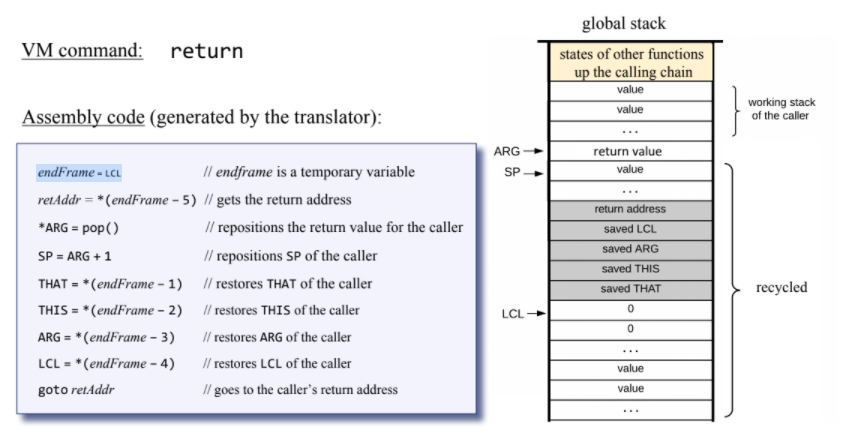 VM command: return
Assembly code (generated by the translator):
endFrame = LCL // endframe is a temporary variable
retAddr = *(endFrame – 5) // gets the return address
*ARG = pop() // repositions the return value for the caller
SP = ARG + 1 // repositions SP of the caller
THAT = *(endFrame – 1) // restores THAT of the caller
THIS = *(endFrame – 2) // restores THIS of the caller
ARG = *(endFrame – 3) // restores ARG of the caller
LCL = *(endFrame – 4) // restores LCL of the caller
goto retAddr // goes to the caller's return address
global stack
states of other functions
up the calling chain
value
value
...
working stack
of the caller
ARG
return value
SP
value
...
return address
saved LCL
saved ARG
saved THIS
saved THAT
recycled
LCL
0
0
...
value
value
...